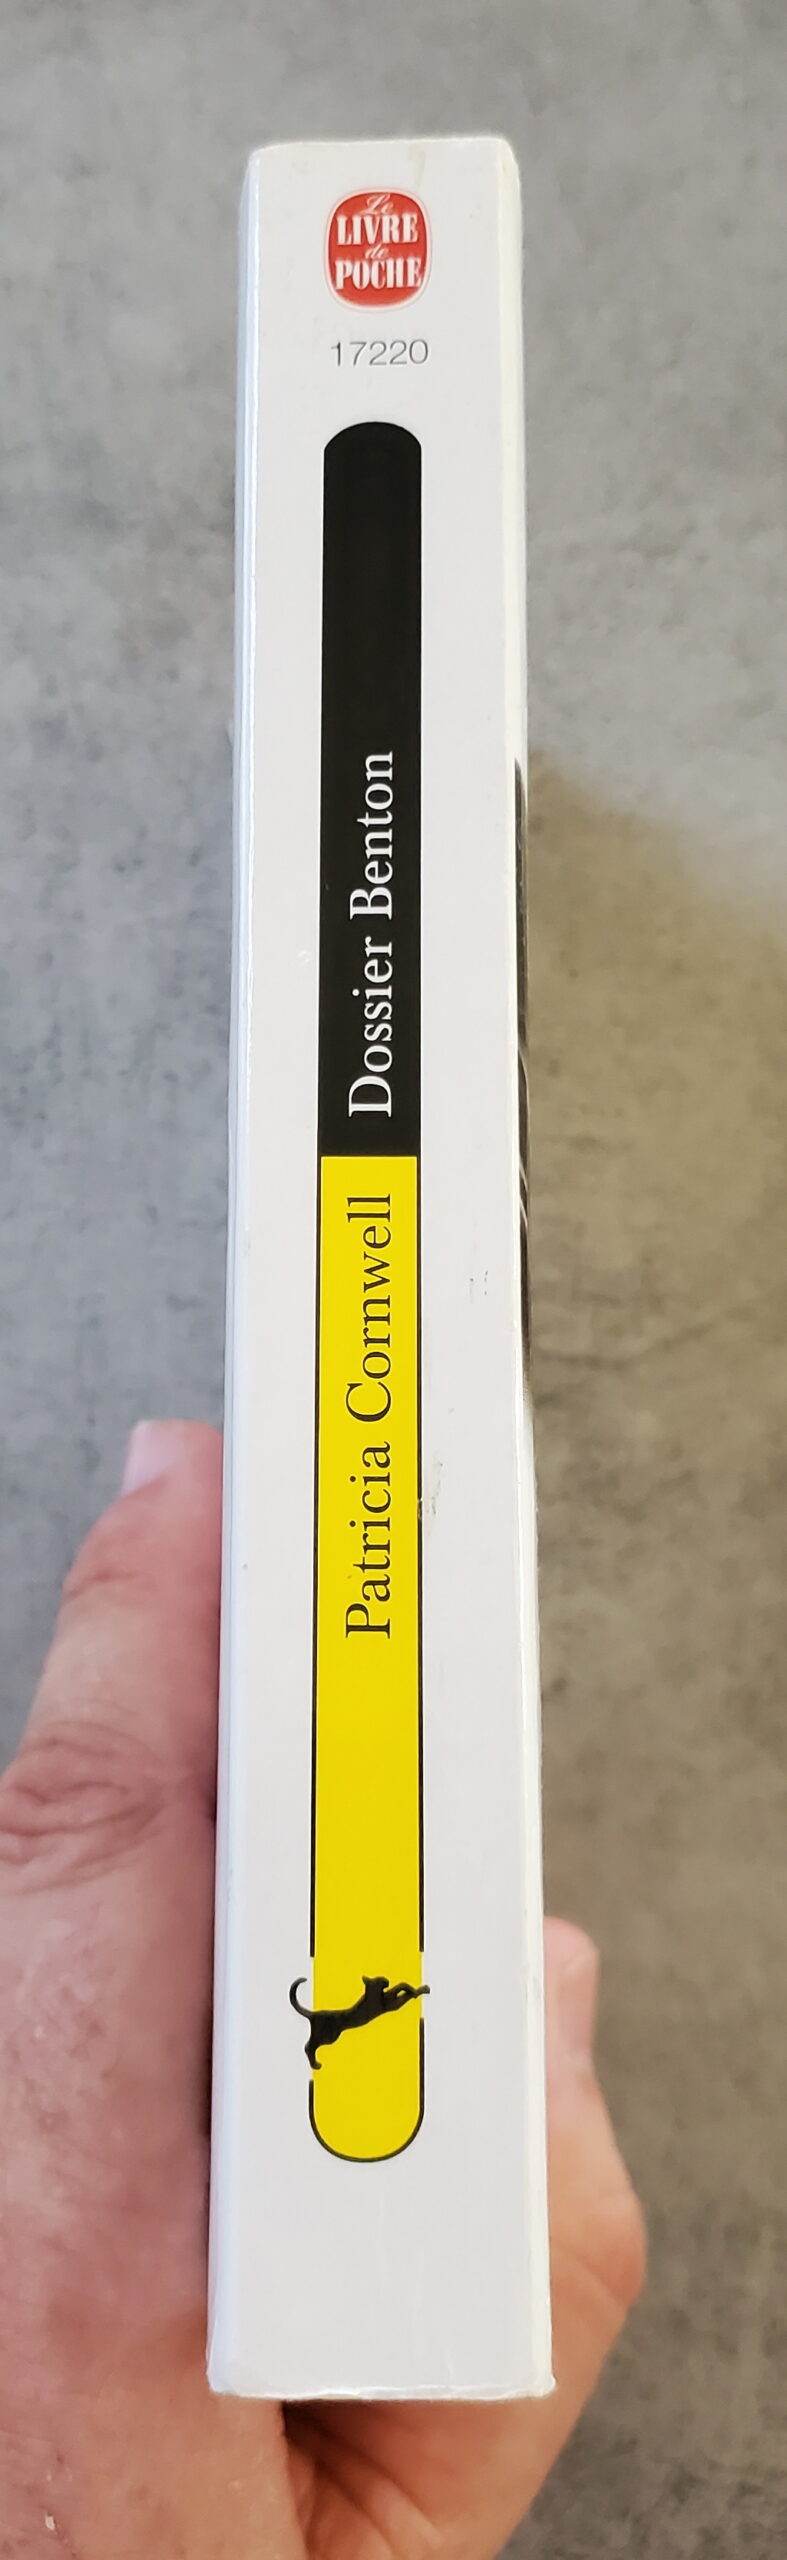 Le
LIVRE
de
POCHE
17220
Dossier Benton
Patricia Cornwell